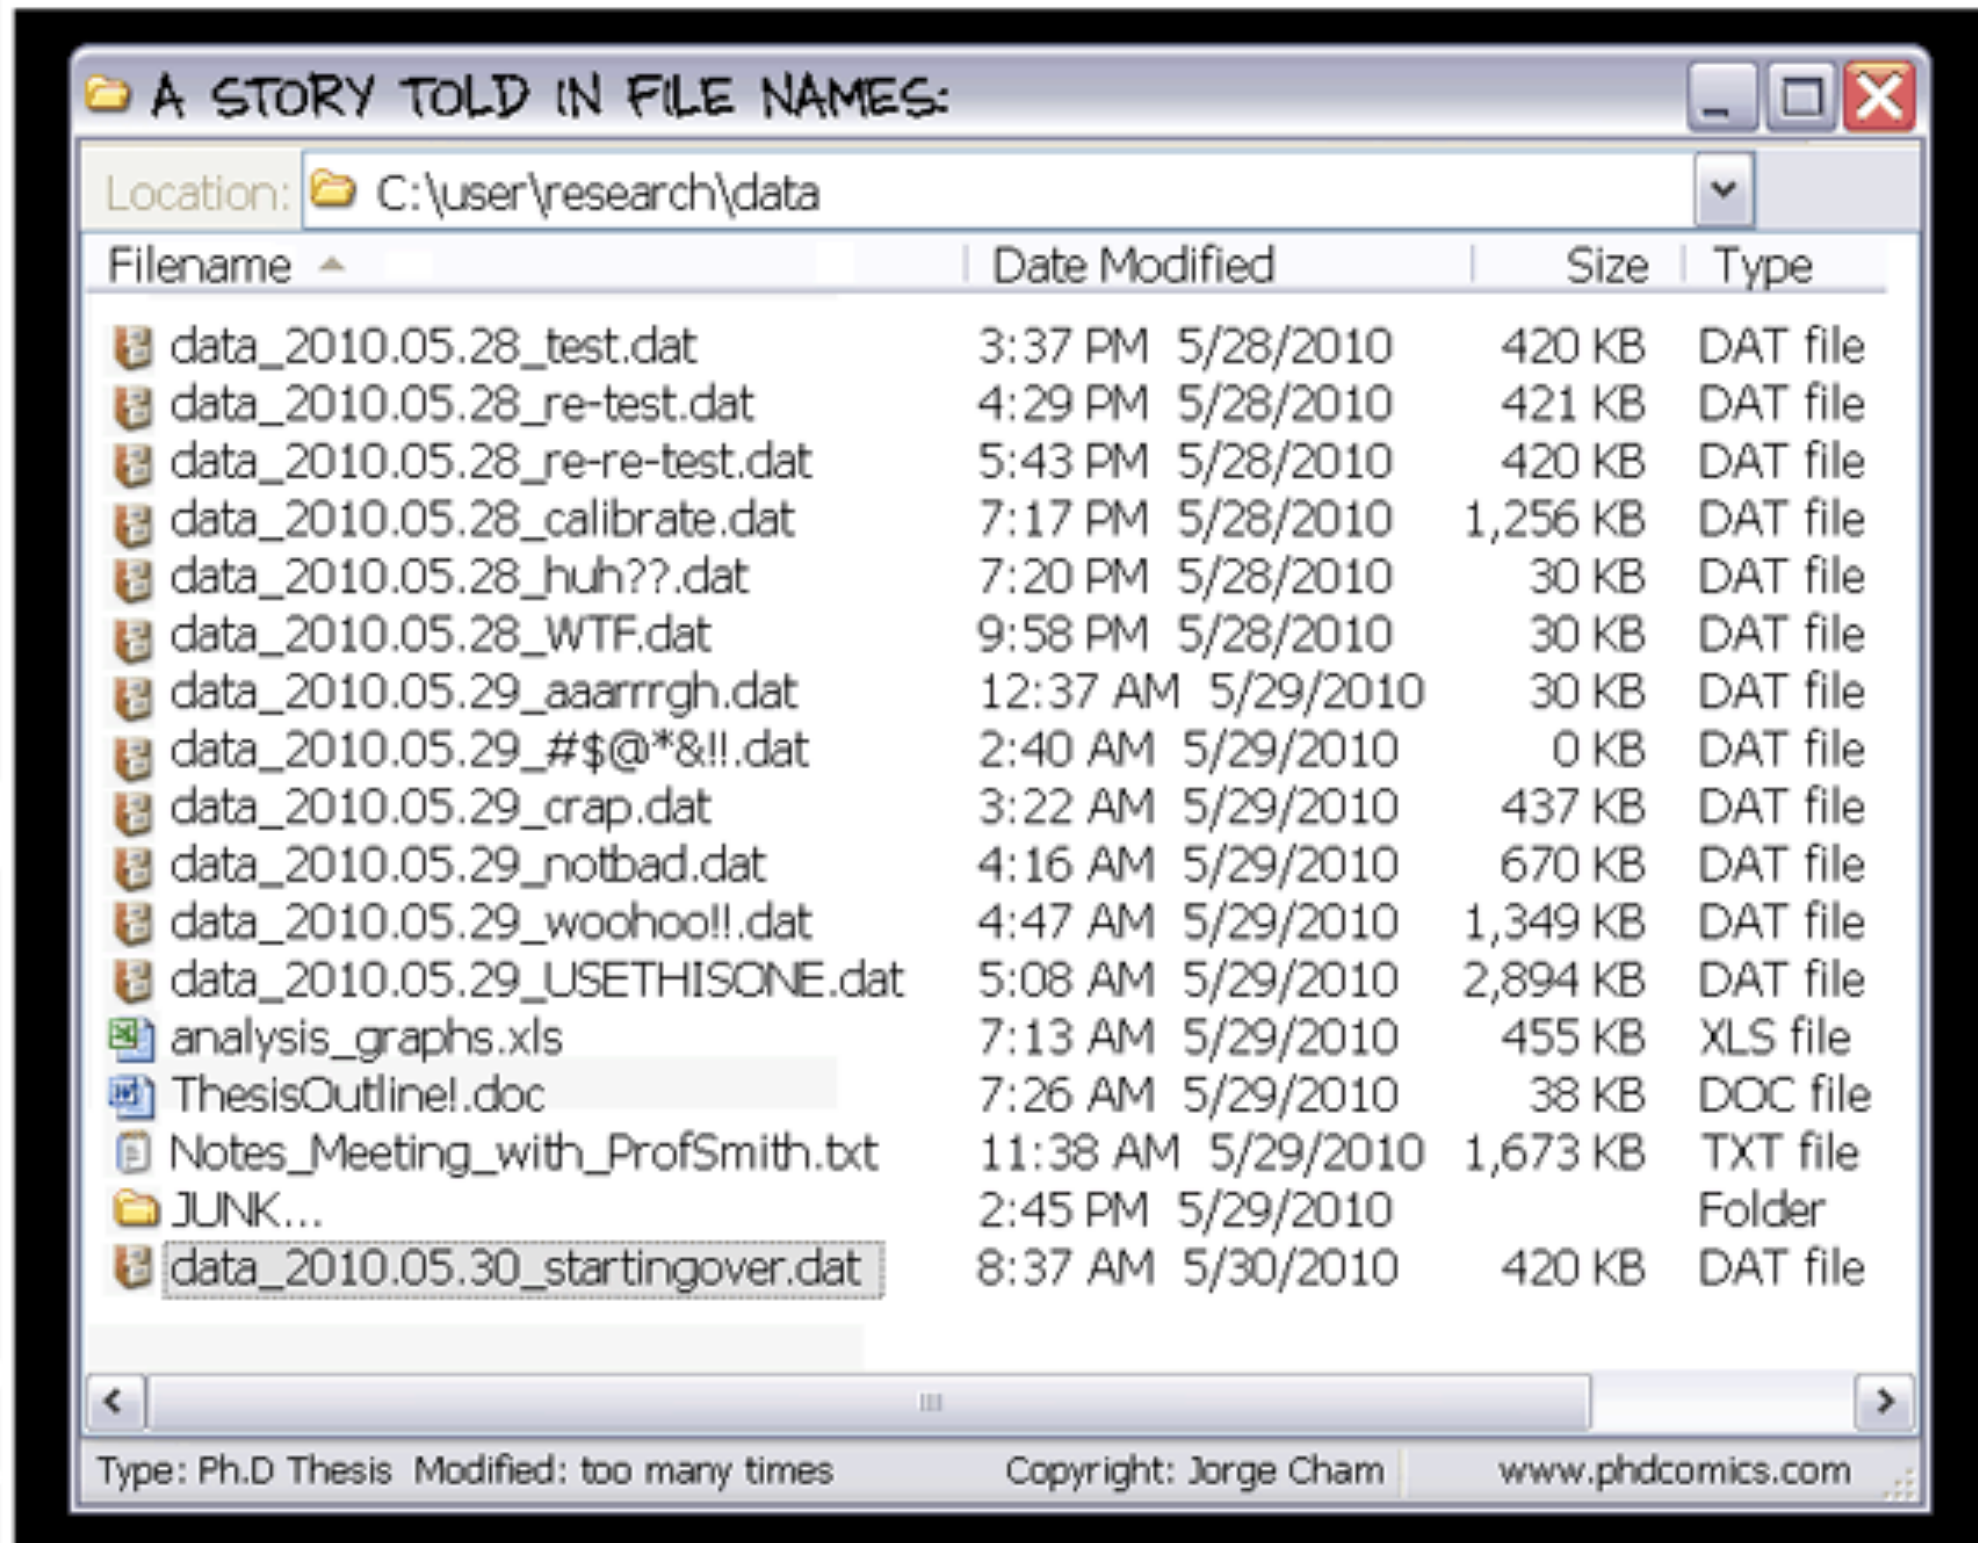 A STORY TOLD IN FILE NAMES:
Location: C:\user\research\data
Filename Date Modified Size Type
data_2010.05.28_test.dat 3:37 PM 5/28/2010 420 KB DAT file
data_2010.05.28_re-test.dat 4:29 PM 5/28/2010 421 KB DAT file
data_2010.05.28_re-re-test.dat 5:43 PM 5/28/2010 420 KB DAT file
data_2010.05.28_calibrate.dat 7:17 PM 5/28/2010 1,256 KB DAT file
data_2010.05.28_huh??.dat 7:20 PM 5/28/2010 30 KB DAT file
data_2010.05.28_WTF.dat 9:58 PM 5/28/2010 30 KB DAT file
data_2010.05.29_aaarrrgh.dat 12:37 AM 5/29/2010 30 KB DAT file
data_2010.05.29_#$@*&!!.dat 2:40 AM 5/29/2010 0 KB DAT file
data_2010.05.29_crap.dat 3:22 AM 5/29/2010 437 KB DAT file
data_2010.05.29_notbad.dat 4:16 AM 5/29/2010 670 KB DAT file
data_2010.05.29_woohoo!!.dat 4:47 AM 5/29/2010 1,349 KB DAT file
data_2010.05.29_USETHISONE.dat 5:08 AM 5/29/2010 2,894 KB DAT file
analysis_graphs.xls 7:13 AM 5/29/2010 455 KB XLS file
ThesisOutline!.doc 7:26 AM 5/29/2010 38 KB DOC file
Notes_Meeting_with_ProfSmith.txt 11:38 AM 5/29/2010 1,673 KB TXT file
JUNK... 2:45 PM 5/29/2010 Folder
data_2010.05.30_startingover.dat 8:37 AM 5/30/2010 420 KB DAT file
Type: Ph.D Thesis Modified: too many times Copyright: Jorge Cham www.phdcomics.com